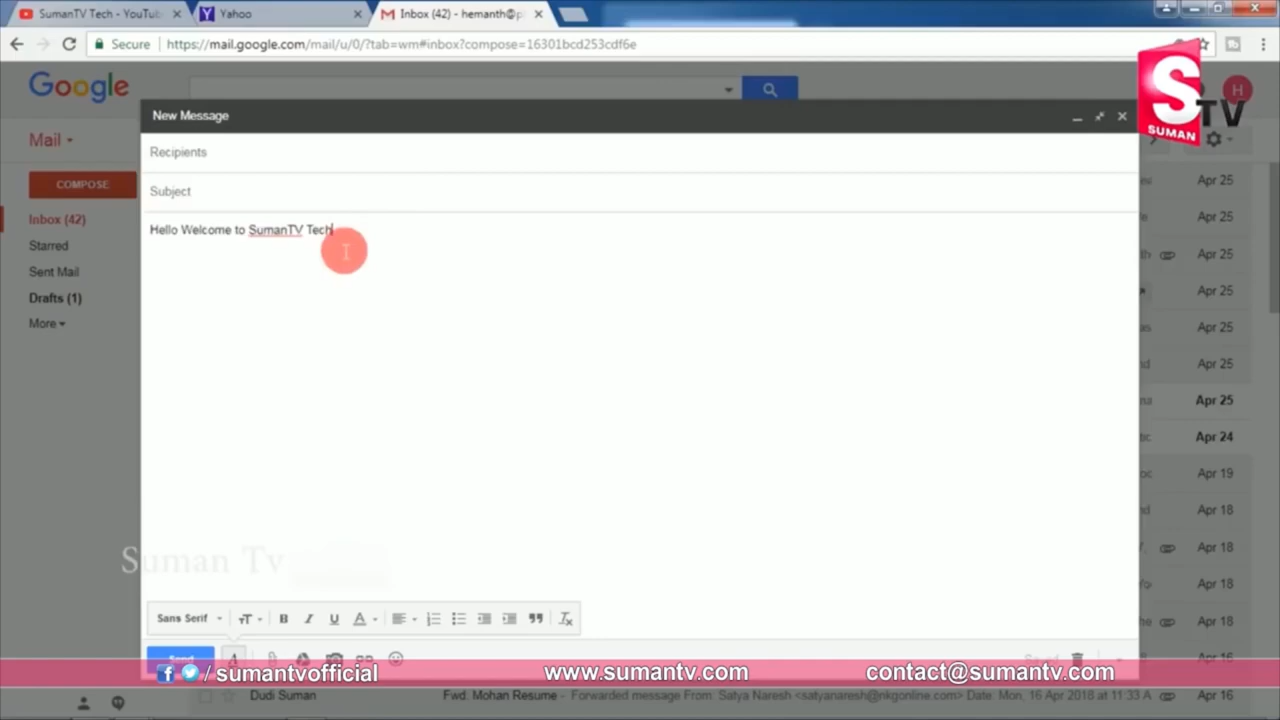 SumanTV Tech - YouTub
Yahoo
Inbox (42) - hemanth@p
Secure
https://mail.google.com/mail/u/0/?tab=wm#inbox?compose=16301bcd253cdf6e
S
TV
SUMAN
Google
H
New Message
Mail
Recipients
COMPOSE
Subject
Inbox (42)
Hello Welcome to SumanTV Tech
Starred
Sent Mail
Drafts (1)
More
Apr 25
Apr 25
Apr 25
Apr 25
Apr 25
Apr 25
Apr 25
Apr 24
Apr 19
Apr 18
Apr 18
Apr 18
Apr 18
Apr 16
Suman Tv
Sans Serif
Send
/sumantvofficial
www.sumantv.com
contact@sumantv.com
Dudi Suman
Fwd: Mohan Resume - Forwarded message From: Satya Naresh <satyanaresh@nkgonline.com> Date: Mon, 16 Apr 2018 at 11:33 A
Apr 16